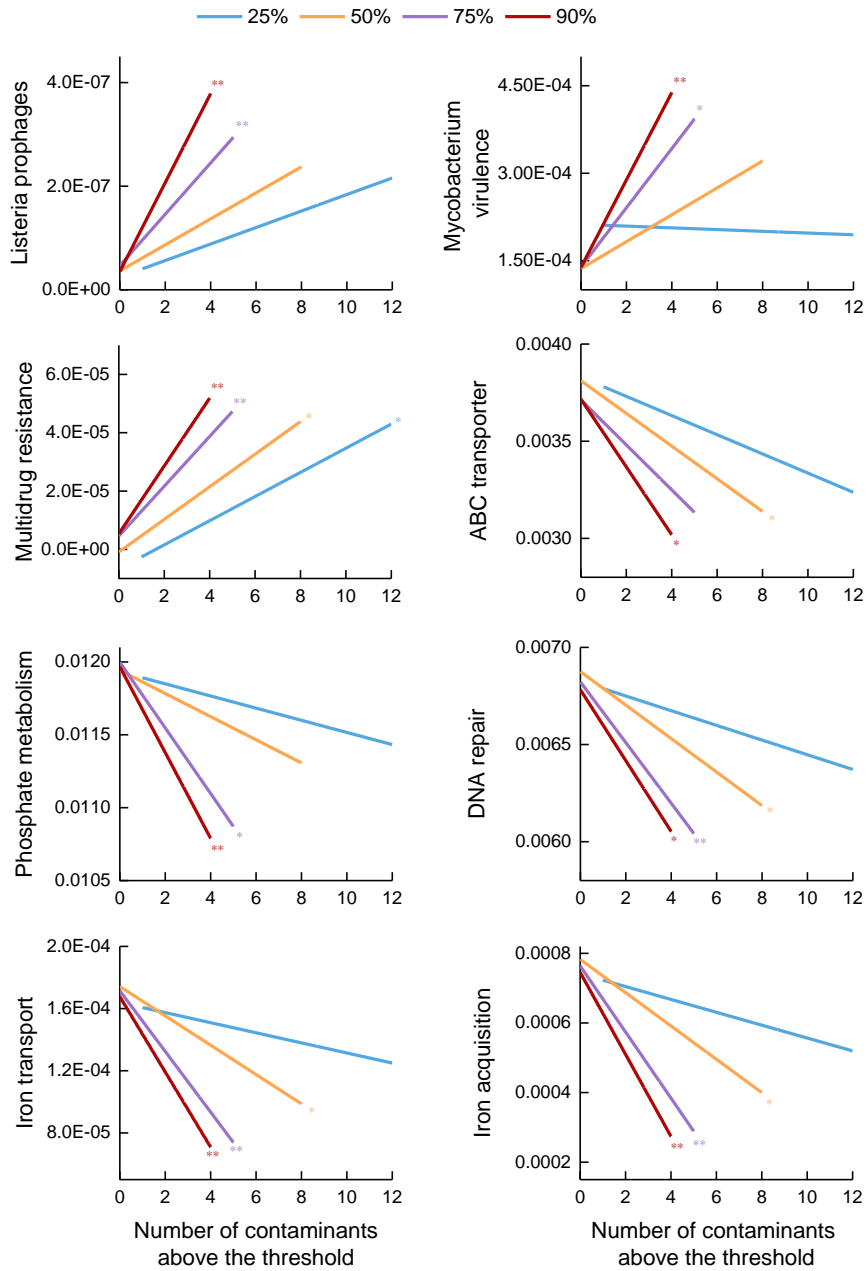 25% 50% 75% 90%
Listeria prophages
4.0E-07
2.0E-07
0.0E+00
0 2 4 6 8 10 12
** **
Mycobacterium
virulence
4.50E-04
3.00E-04
1.50E-04
0 2 4 6 8 10 12
** *
Multidrug resistance
6.0E-05
4.0E-05
2.0E-05
0.0E+00
0 2 4 6 8 10 12
** ** * *
ABC transporter
0.0040
0.0035
0.0030
0 2 4 6 8 10 12
* *
Phosphate metabolism
0.0120
0.0115
0.0110
0.0105
0 2 4 6 8 10 12
** *
DNA repair
0.0070
0.0065
0.0060
0 2 4 6 8 10 12
* ** *
Iron transport
2.0E-04
1.6E-04
1.2E-04
8.0E-05
0 2 4 6 8 10 12
** ** *
Number of contaminants
above the threshold
Iron acquisition
0.0008
0.0006
0.0004
0.0002
0 2 4 6 8 10 12
** ** *
Number of contaminants
above the threshold